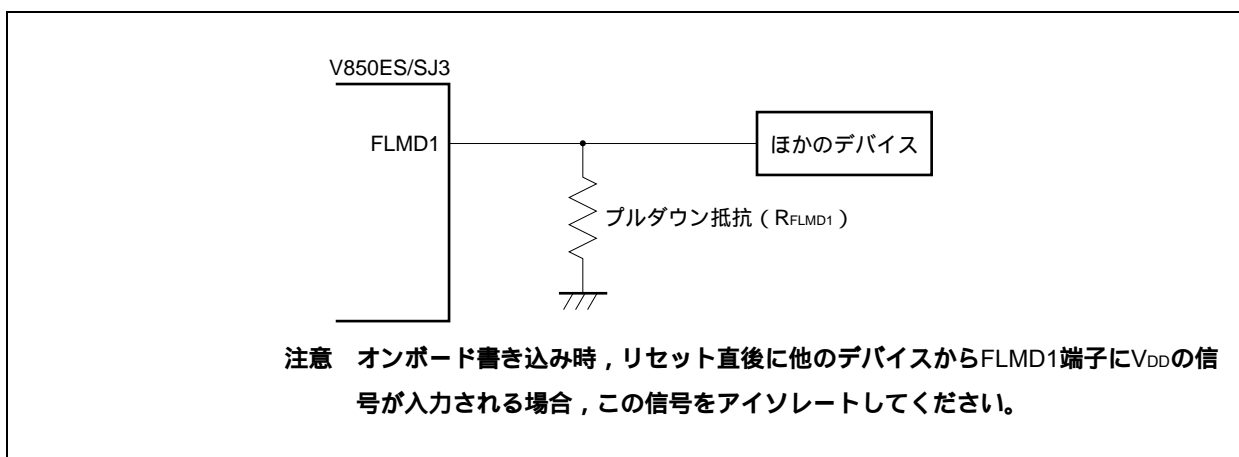 V850ES/SJ3
FLMD1
ほかのデバイス
プルダウン抵抗（RFLMD1）
注意 オンボード書き込み時，リセット直後に他のデバイスからFLMD1端子にVDDの信
号が入力される場合，この信号をアイソレートしてください。